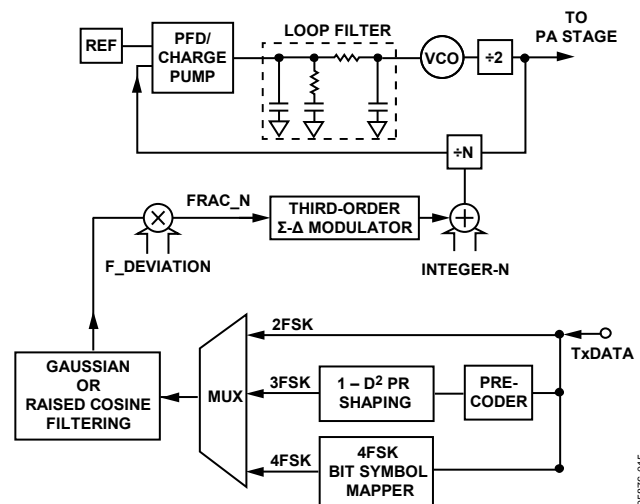 TO
PA STAGE
LOOP FILTER
REF
PFD/
CHARGE
PUMP
VCO
÷2
÷N
FRAC_N
THIRD-ORDER
Σ-Δ MODULATOR
F_DEVIATION
INTEGER-N
2FSK
TxDATA
GAUSSIAN
OR
RAISED COSINE
FILTERING
MUX
3FSK
1 – D² PR
SHAPING
PRE-
CODER
4FSK
4FSK
BIT SYMBOL
MAPPER